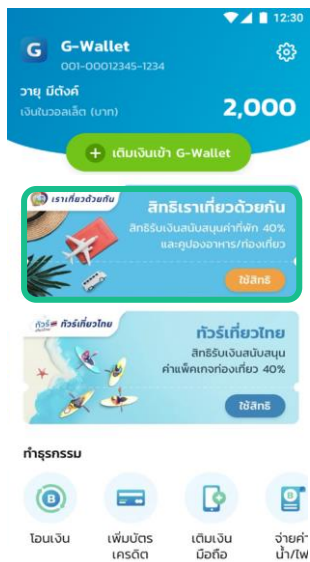 12:30
G
G-Wallet
001-00012345-1234
วายุ มีตังค์
เงินในวอลเล็ต (บาท)
2,000
+ เติมเงินเข้า G-Wallet
เราเที่ยวด้วยกัน
สิทธิเราเที่ยวด้วยกัน
สิทธิรับเงินสนับสนุนค่าที่พัก 40%
และคูปองอาหาร/ท่องเที่ยว
ใช้สิทธิ
ทัวร์เที่ยวไทย
ทัวร์เที่ยวไทย
สิทธิรับเงินสนับสนุน
ค่าแพ็คเกจท่องเที่ยว 40%
ใช้สิทธิ
ทำธุรกรรม
โอนเงิน
เพิ่มบัตร
เครดิต
เติมเงิน
มือถือ
จ่ายค่า
น้ำ/ไฟ